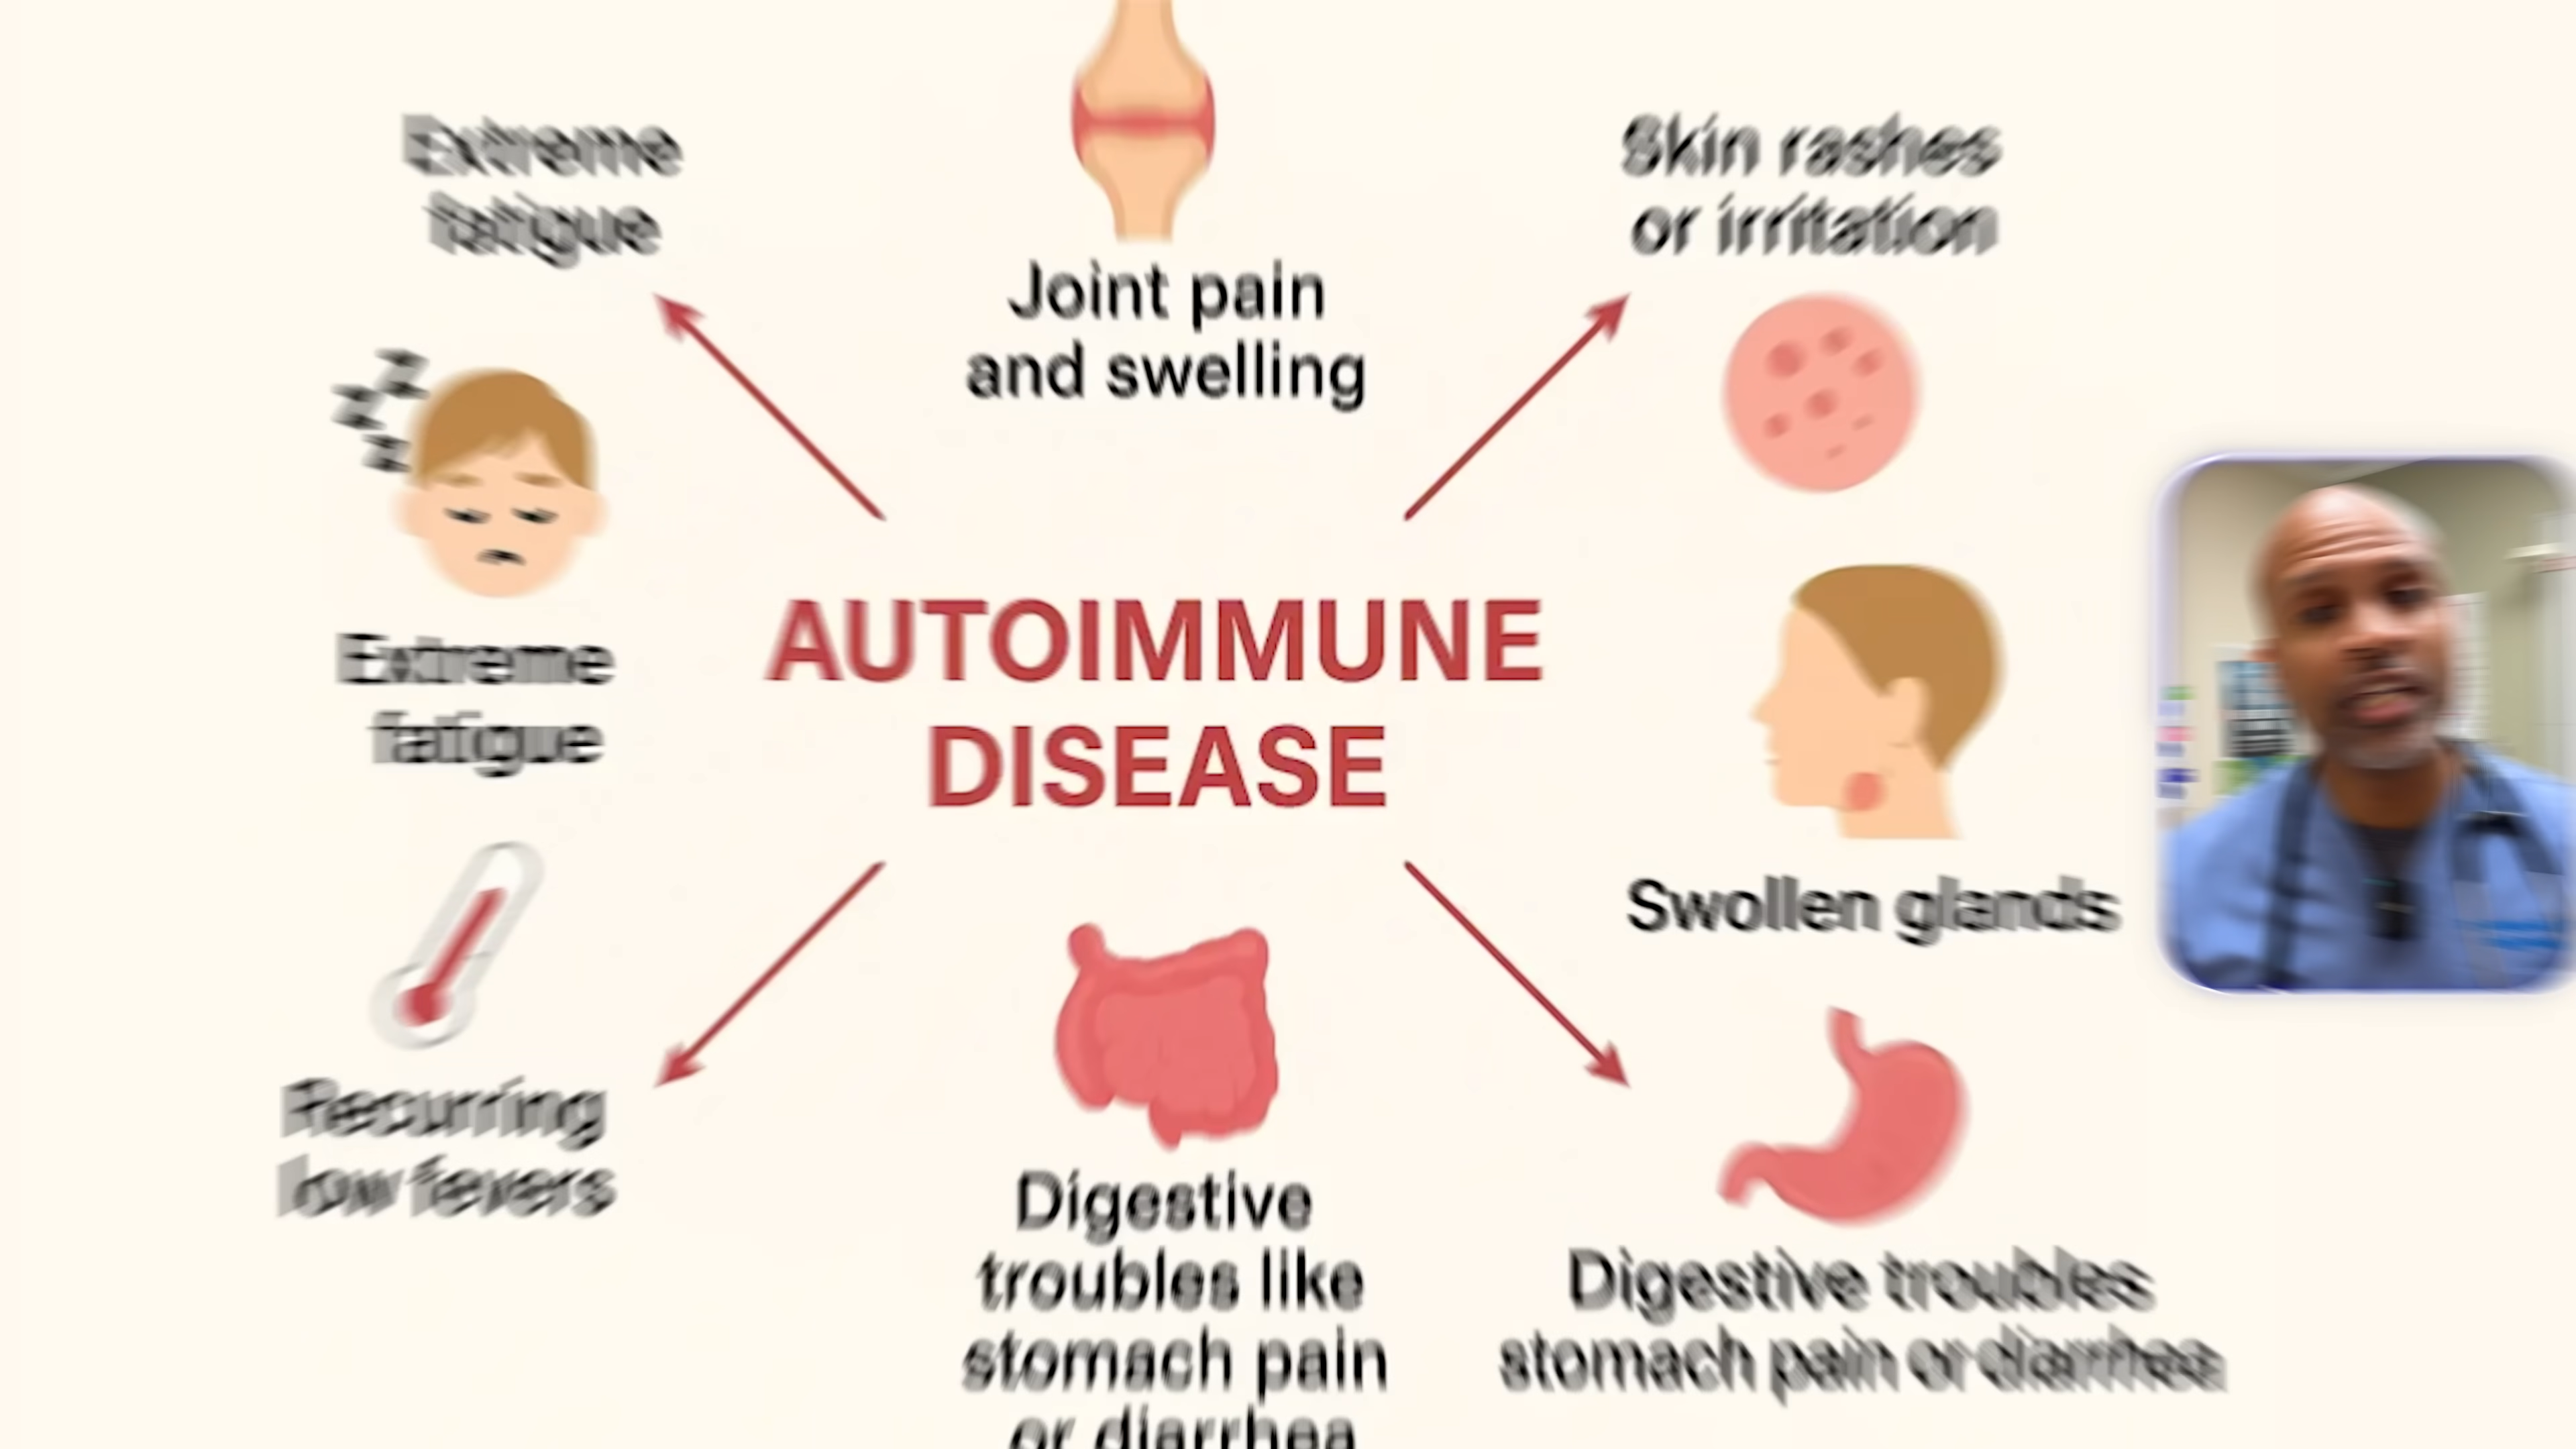 Extreme
fatigue
Joint pain
and swelling
Skin rashes
or irritation
z
z
z
Extreme
fatigue
AUTOIMMUNE
DISEASE
Swollen glands
Recurring
low fevers
Digestive
troubles like
stomach pain
or diarrhea
Digestive troubles
stomach pain or diarrhea